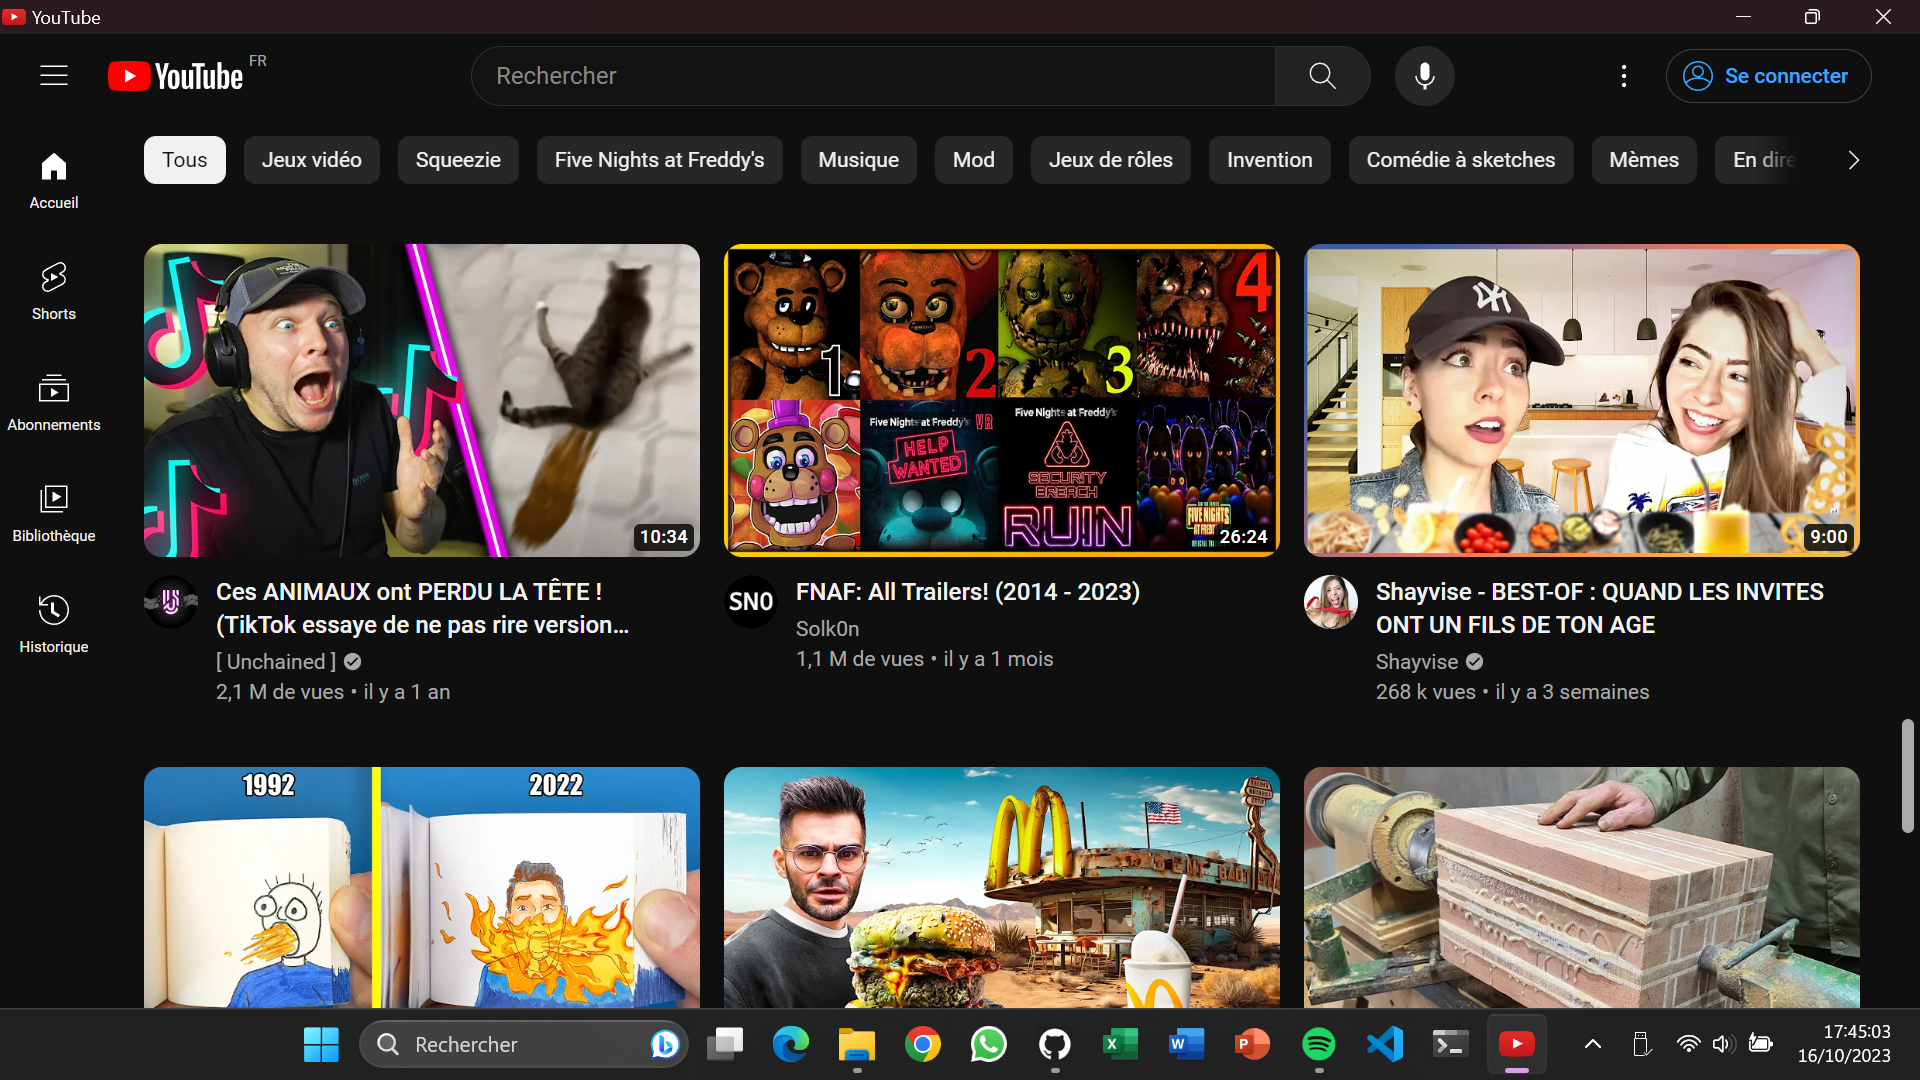 YouTube
YouTube FR
Rechercher
Se connecter
Tous
Jeux vidéo
Squeezie
Five Nights at Freddy's
Musique
Mod
Jeux de rôles
Invention
Comédie à sketches
Mèmes
En dire
Accueil
Shorts
Abonnements
Bibliothèque
Historique
10:34
Ces ANIMAUX ont PERDU LA TÊTE !
(TikTok essaye de ne pas rire version...
[ Unchained ]
2,1 M de vues • il y a 1 an
1
2
3
4
Five Nights at Freddy's VR
HELP
WANTED
Five Nights at Freddy's
SECURITY
BREACH
RUIN
FIVE NIGHTS
26:24
SN0
FNAF: All Trailers! (2014 - 2023)
Solk0n
1,1 M de vues • il y a 1 mois
9:00
Shayvise - BEST-OF : QUAND LES INVITES
ONT UN FILS DE TON AGE
Shayvise
268 k vues • il y a 3 semaines
1992
2022
Rechercher
17:45:03
16/10/2023